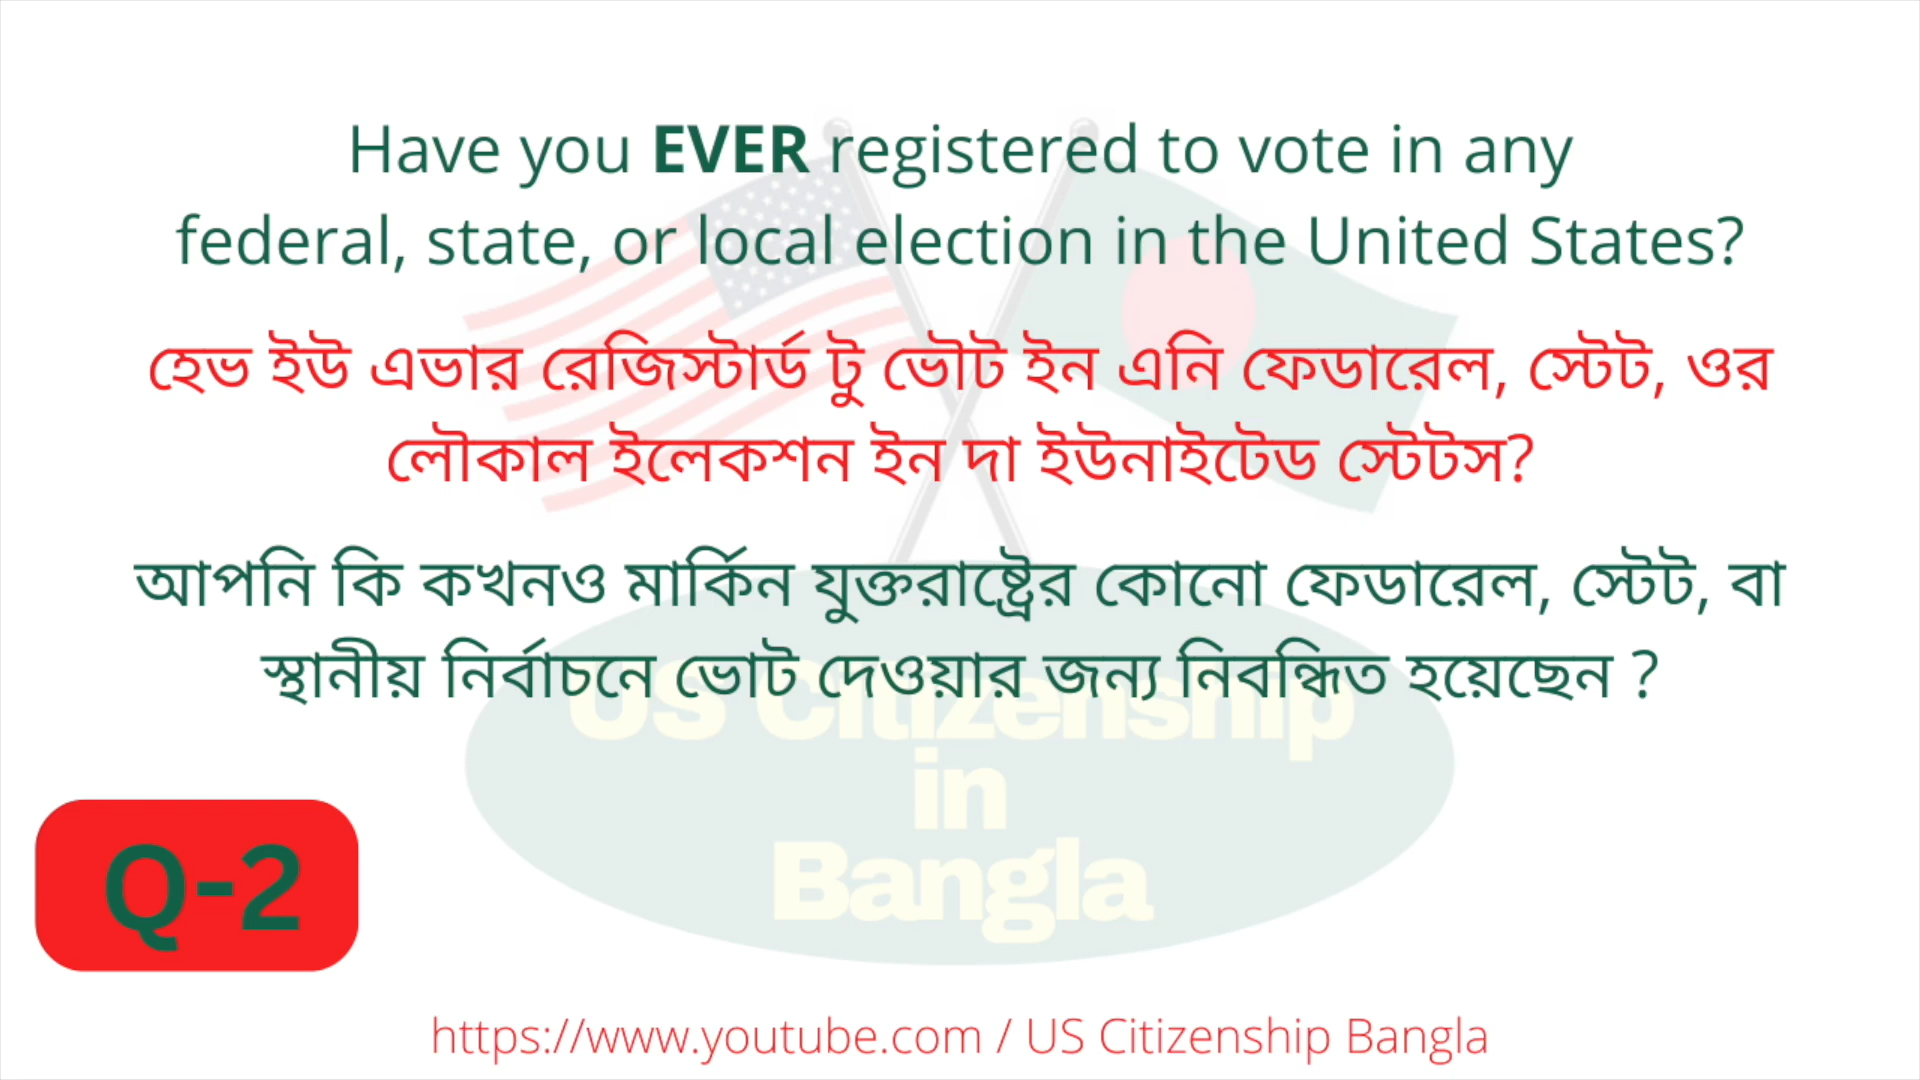 Have you EVER registered to vote in any
federal, state, or local election in the United States?
হেভ ইউ এভার রেজিস্টার্ড টু ভৌট ইন এনি ফেডারেল, স্টেট, ওর
লৌকাল ইলেকশন ইন দা ইউনাইটেড স্টেটস?
আপনি কি কখনও মার্কিন যুক্তরাষ্ট্রের কোনো ফেডারেল, স্টেট, বা
স্থানীয় নির্বাচনে ভোট দেওয়ার জন্য নিবন্ধিত হয়েছেন ?
US Citizenship
in
Bangla
Q-2
https://www.youtube.com / US Citizenship Bangla